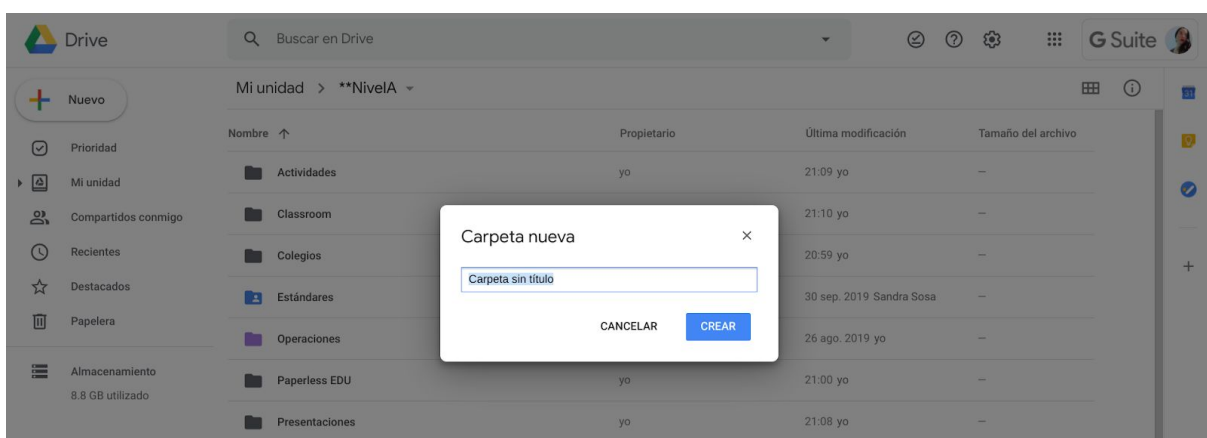 Drive
Buscar en Drive
G Suite
Nuevo
Mi unidad > **NivelA
Nombre ↑ Propietario Última modificación Tamaño del archivo
Prioridad
Mi unidad
Compartidos conmigo
Recientes
Destacados
Papelera
Almacenamiento
8.8 GB utilizado
Actividades yo 21:09 yo —
Classroom 21:10 yo —
Colegios 20:59 yo —
Estándares 30 sep. 2019 Sandra Sosa —
Operaciones 26 ago. 2019 yo —
Paperless EDU yo 21:00 yo —
Presentaciones yo 21:08 yo —
Carpeta nueva ×
Carpeta sin título
CANCELAR CREAR
31